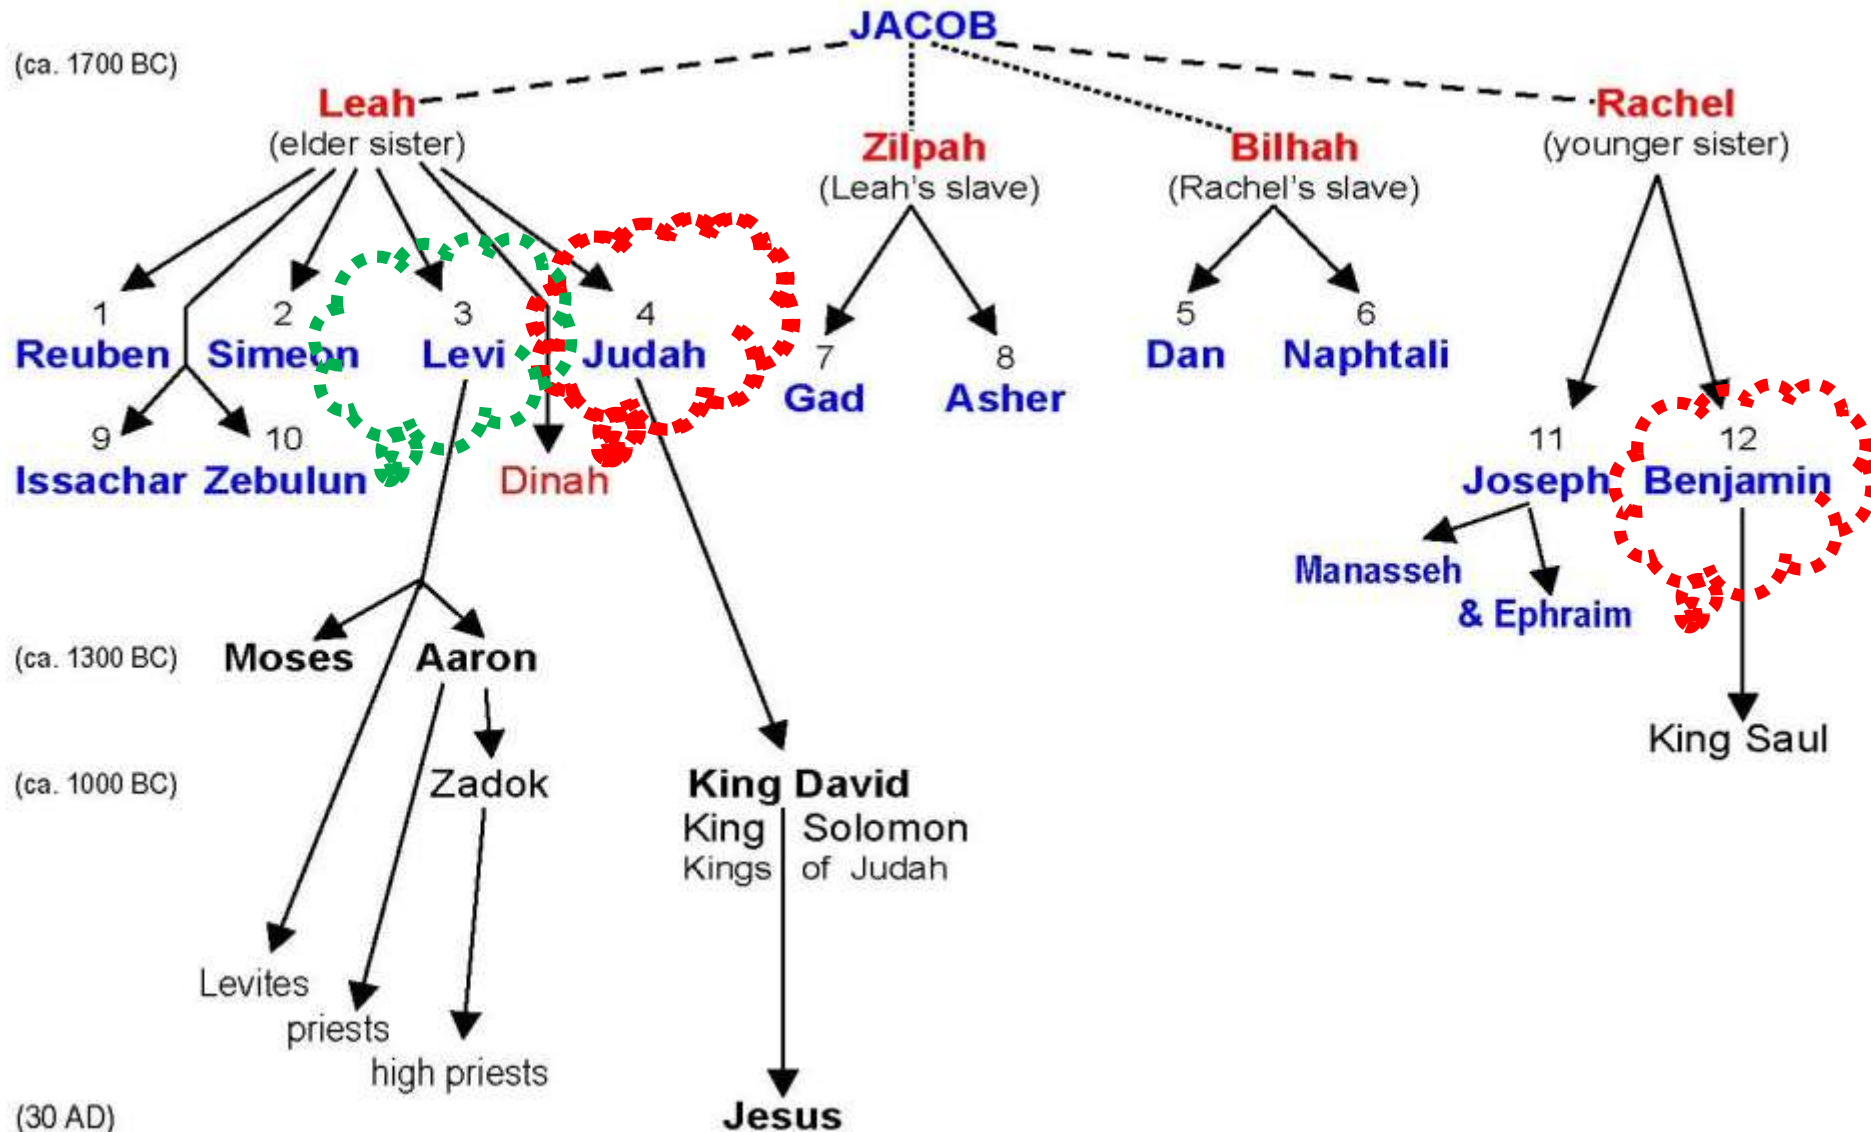 JACOB
(ca. 1700 BC)
Leah
(elder sister)
Rachel
(younger sister)
Zilpah
(Leah's slave)
Bilhah
(Rachel's slave)
1
Reuben
2
Simeon
3
Levi
4
Judah
5
Dan
6
Naphtali
7
Gad
8
Asher
9
Issachar
10
Zebulun
Dinah
11
Joseph
12
Benjamin
Manasseh
& Ephraim
(ca. 1300 BC)
Moses
Aaron
King Saul
(ca. 1000 BC)
Zadok
King David
King Solomon
Kings of Judah
Levites
priests
high priests
(30 AD)
Jesus